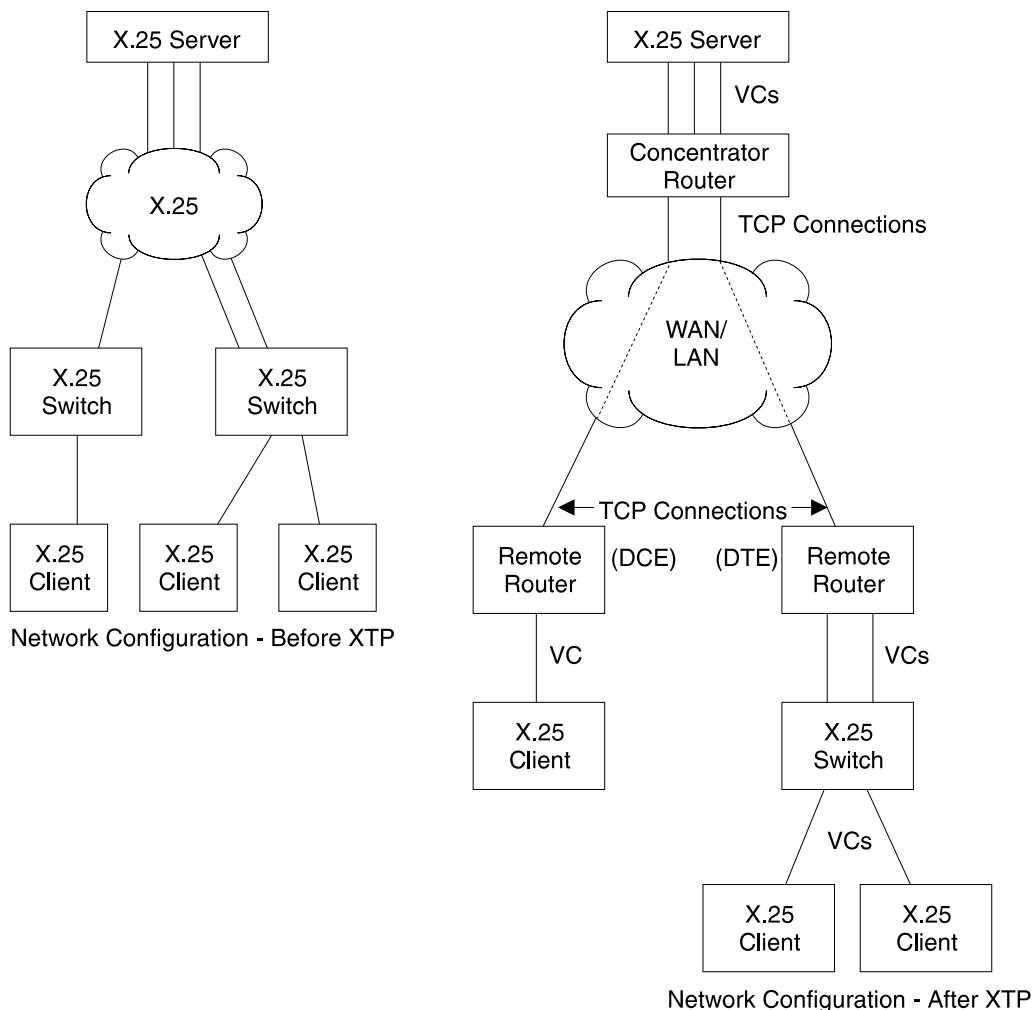 X.25 Server
X.25
X.25
Switch
X.25
Switch
X.25
Client
X.25
Client
X.25
Client
Network Configuration - Before XTP
X.25 Server
VCs
Concentrator
Router
TCP Connections
WAN/
LAN
TCP Connections
Remote
Router
(DCE)
(DTE)
Remote
Router
VC
VCs
X.25
Client
X.25
Switch
VCs
X.25
Client
X.25
Client
Network Configuration - After XTP